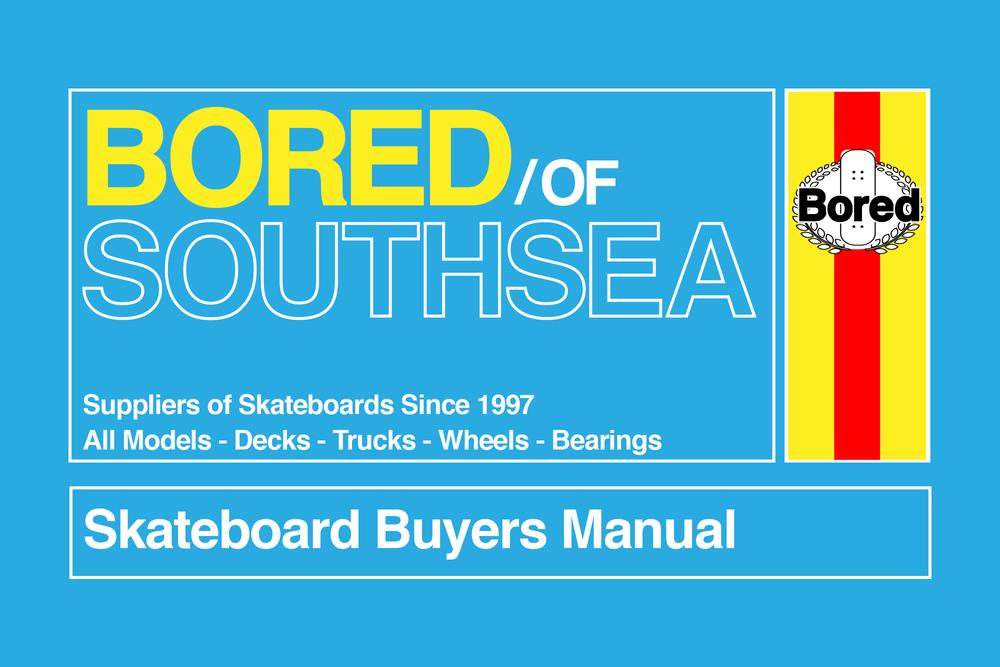 BORED/OF
SOUTHSEA
Suppliers of Skateboards Since 1997
All Models - Decks - Trucks - Wheels - Bearings
Bored
Skateboard Buyers Manual